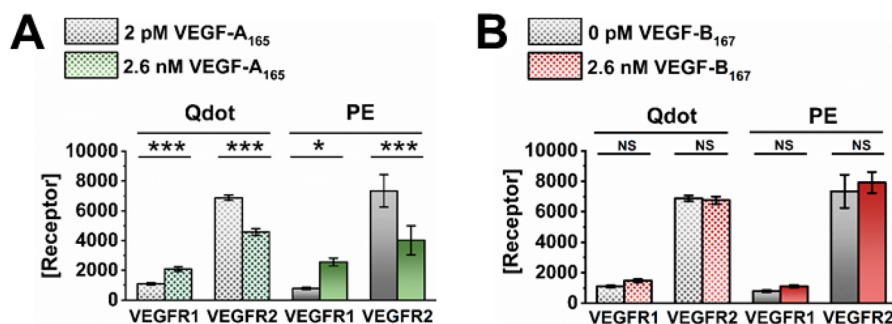 A
2 pM VEGF-A165
2.6 nM VEGF-A165
Qdot PE
*** *** * ***
[Receptor]
10000
8000
6000
4000
2000
0
VEGFR1 VEGFR2 VEGFR1 VEGFR2
B
0 pM VEGF-B167
2.6 nM VEGF-B167
Qdot PE
NS NS NS NS
[Receptor]
10000
8000
6000
4000
2000
0
VEGFR1 VEGFR2 VEGFR1 VEGFR2